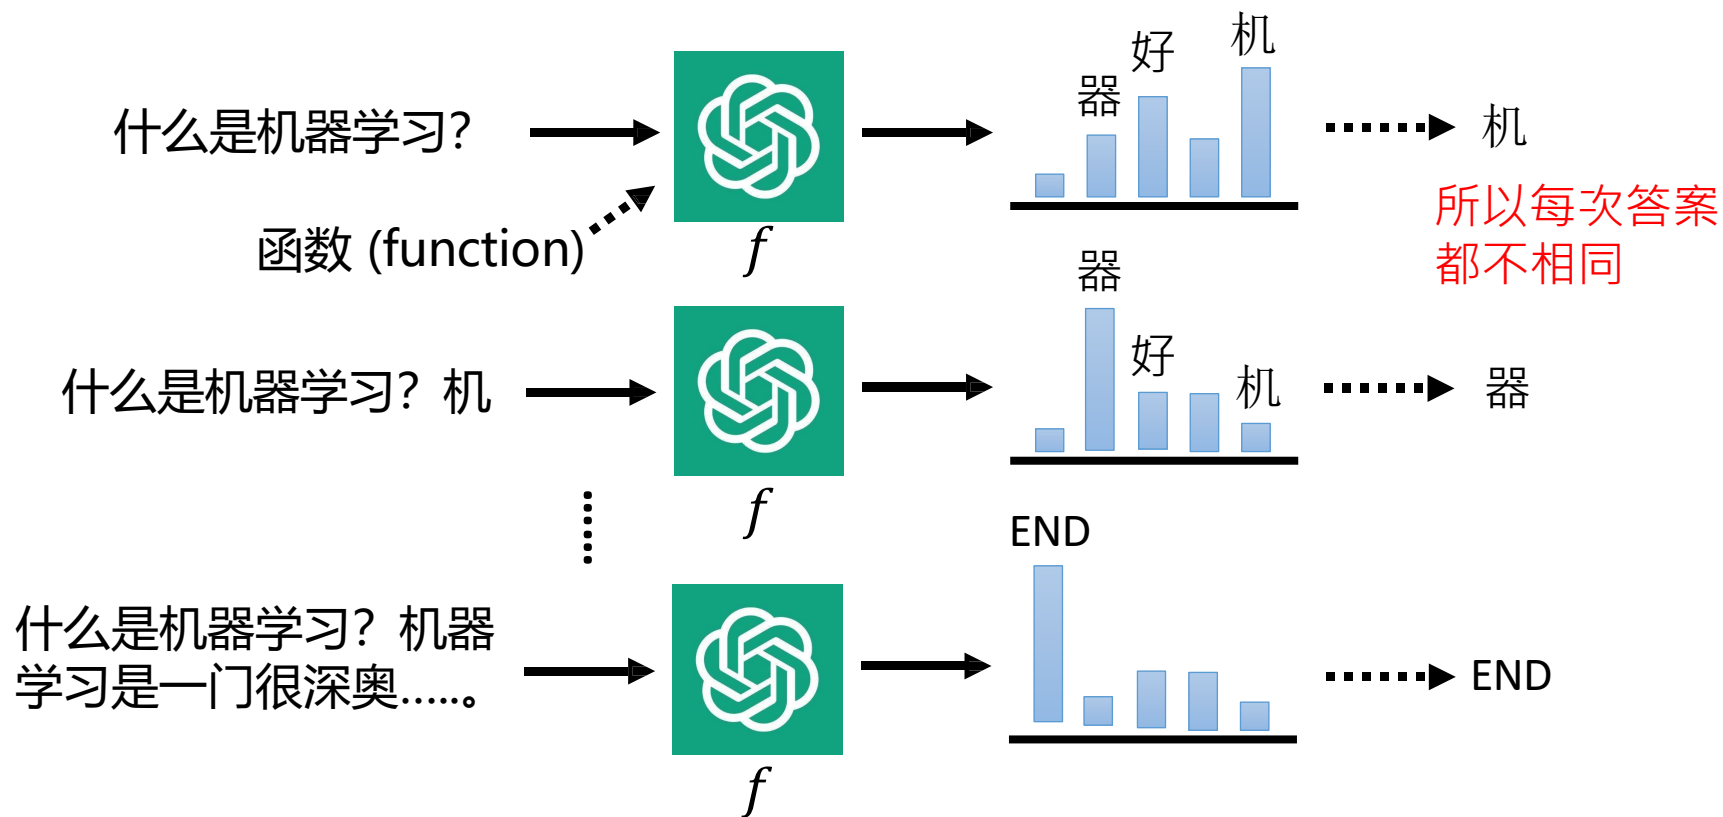 什么是机器学习?
函数 (function)
f
器
好
机
机
所以每次答案
都不相同
什么是机器学习? 机
f
器
好
机
器
什么是机器学习? 机器
学习是一门很深奥.....。
f
END
END